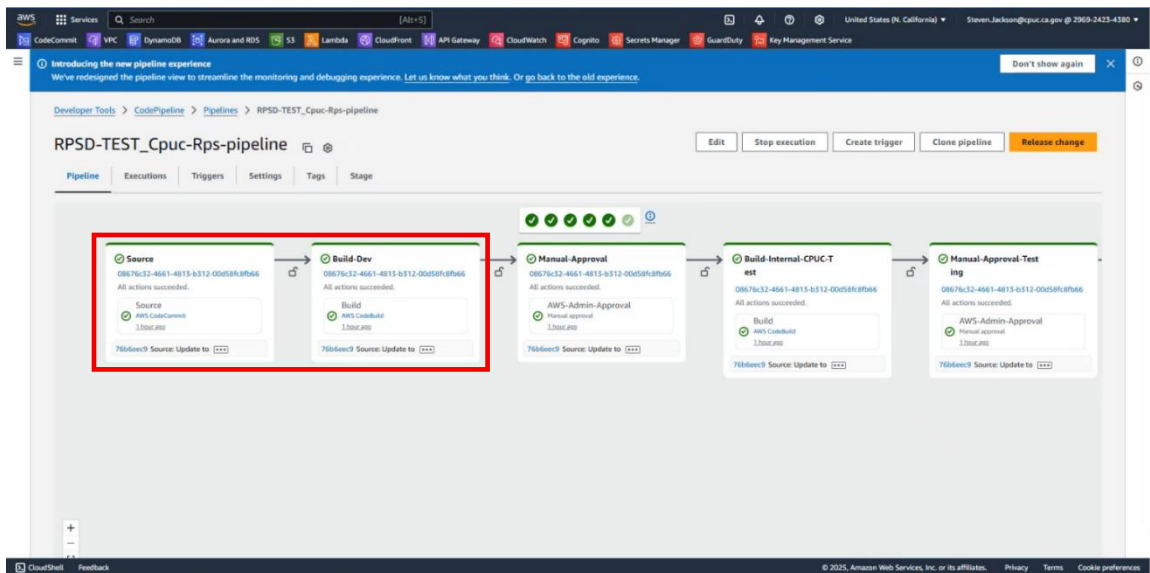 aws Services Search [Alt+S] United States (N. California) Steven.Jackson@cpuc.ca.gov @ 2969-2423-4380
CodeCommit VPC DynamoDB Aurora and RDS S3 Lambda CloudFront API Gateway CloudWatch Cognito Secrets Manager GuardDuty Key Management Service
Introducing the new pipeline experience
We've redesigned the pipeline view to streamline the monitoring and debugging experience. Let us know what you think. Or go back to the old experience.
Don't show again
Developer Tools > CodePipeline > Pipelines > RPSD-TEST_Cpuc-Rps-pipeline
RPSD-TEST_Cpuc-Rps-pipeline
Edit Stop execution Create trigger Clone pipeline Release change
Pipeline Executions Triggers Settings Tags Stage
Source
08676c32-4661-4813-b312-00d58fc8fb66
All actions succeeded.
Source
AWS CodeCommit
1 hour ago
76b6eec9 Source: Update to
Build-Dev
08676c32-4661-4813-b312-00d58fc8fb66
All actions succeeded.
Build
AWS CodeBuild
1 hour ago
76b6eec9 Source: Update to
Manual-Approval
08676c32-4661-4813-b312-00d58fc8fb66
All actions succeeded.
AWS-Admin-Approval
Manual approval
1 hour ago
76b6eec9 Source: Update to
Build-Internal-CPUC-T
est
08676c32-4661-4813-b312-00d58fc8fb66
All actions succeeded.
Build
AWS CodeBuild
1 hour ago
76b6eec9 Source: Update to
Manual-Approval-Test
ing
08676c32-4661-4813-b312-00d58fc8fb66
All actions succeeded.
AWS-Admin-Approval
Manual approval
1 hour ago
76b6eec9 Source: Update to
CloudShell Feedback © 2025, Amazon Web Services, Inc. or its affiliates. Privacy Terms Cookie preferences